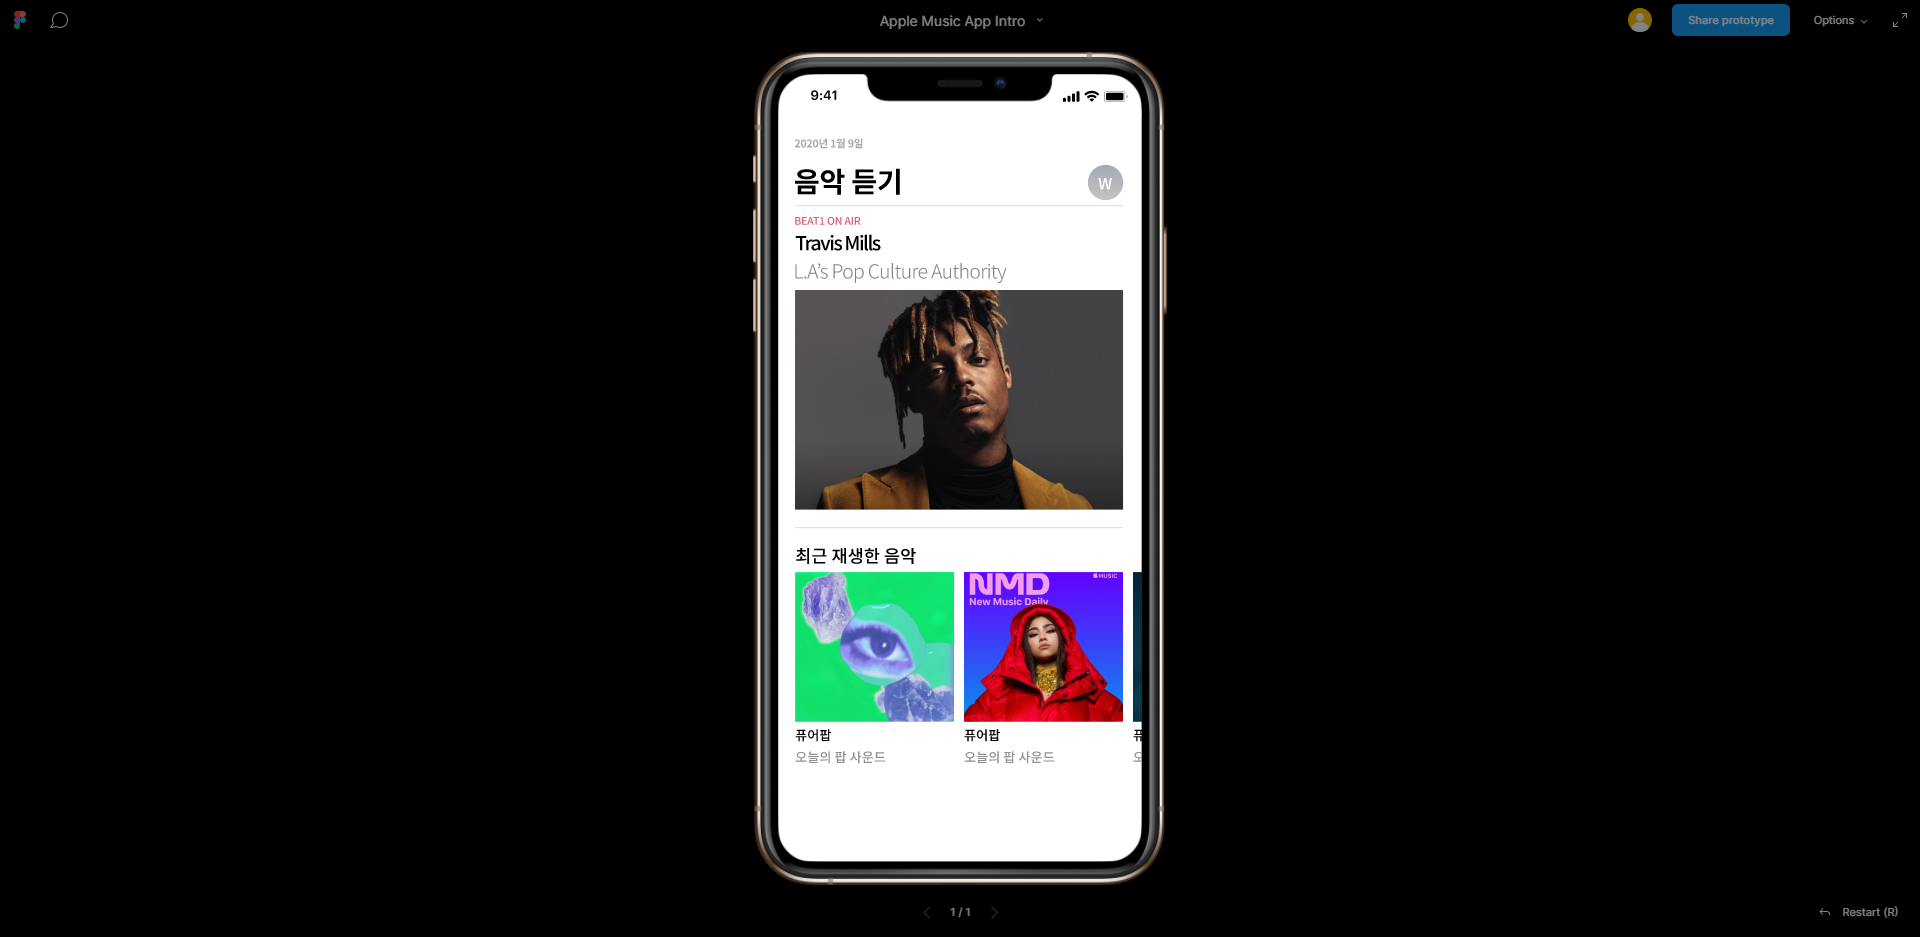 Apple Music App Intro
Share prototype
Options
9:41
2020년 1월 9일
음악 듣기
W
BEAT1 ON AIR
Travis Mills
L.A’s Pop Culture Authority
최근 재생한 음악
NMD
MUSIC
New Music Daily
퓨어팝
퓨어팝
오늘의 팝 사운드
오늘의 팝 사운드
1 / 1
Restart (R)